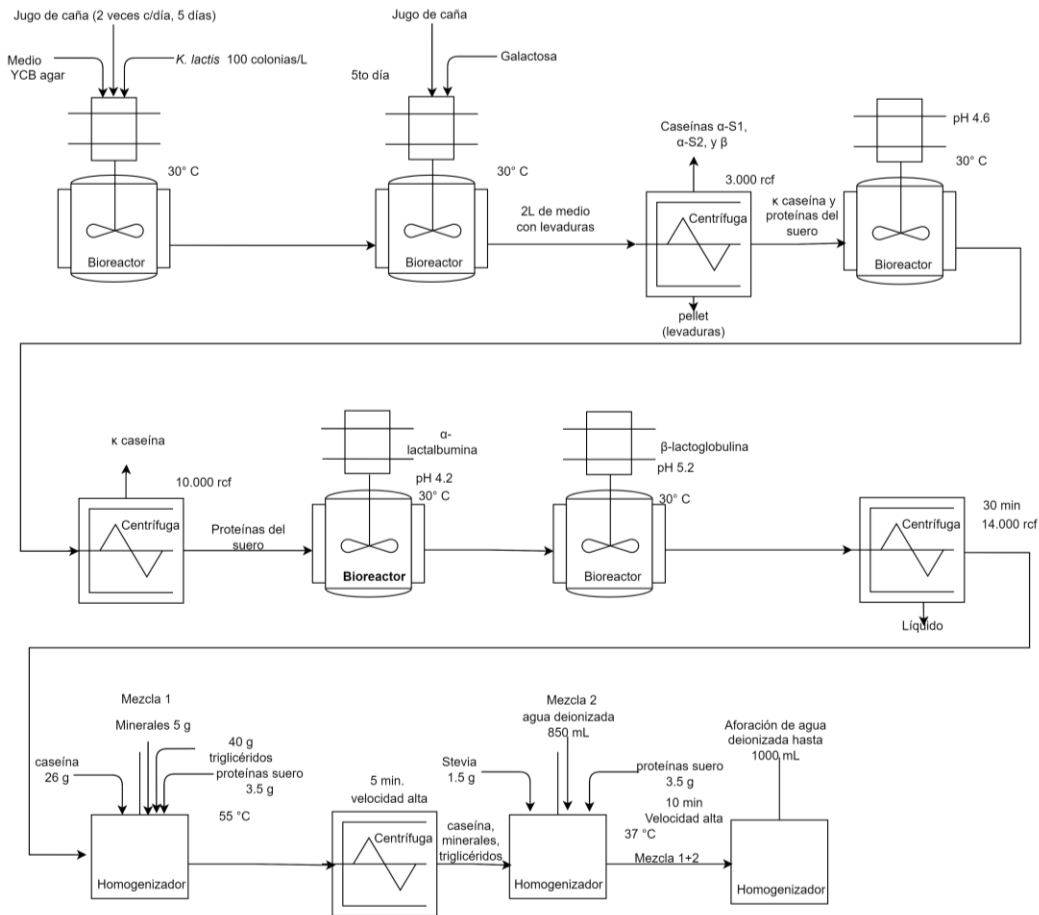 Jugo de caña (2 veces c/día, 5 días)
Medio
YCB agar
K. lactis 100 colonias/L
30° C
Bioreactor
Jugo de caña
Galactosa
5to día
30° C
Bioreactor
2L de medio
con levaduras
Caseínas α-S1,
α-S2, y β
3.000 rcf
Centrífuga
pellet
(levaduras)
κ caseína y
proteínas del
suero
pH 4.6
30° C
Bioreactor
κ caseína
10.000 rcf
Centrífuga
Proteínas del
suero
α-
lactalbumina
pH 4.2
30° C
Bioreactor
β-lactoglobulina
pH 5.2
30° C
Bioreactor
30 min
14.000 rcf
Centrífuga
Líquido
Mezcla 1
Minerales 5 g
caseína
26 g
40 g
triglicéridos
proteínas suero
3.5 g
55 °C
Homogenizador
5 min.
velocidad alta
Centrífuga
caseína,
minerales,
triglicéridos
Mezcla 2
agua deionizada
850 mL
Stevia
1.5 g
proteínas suero
3.5 g
10 min
Velocidad alta
37 °C
Homogenizador
Mezcla 1+2
Aforación de agua
deionizada hasta
1000 mL
Homogenizador